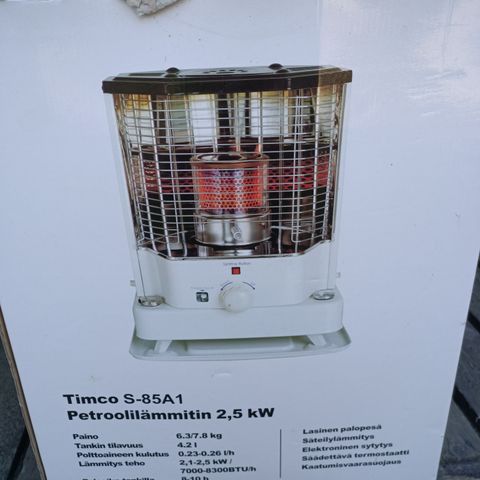 Timco S-85A1
Petroolilämmitin 2,5 kW
Paino 6.3/7.8 kg
Tankin tilavuus 4.2 l
Polttoaineen kulutus 0.23-0.26 l/h
Lämmitys teho 2,1-2,5 kW /
7000-8300BTU/h
8-10 h
Lasinen palopesä
Säteilylämmitys
Elektroninen sytytys
Säädettävä termostaatti
Kaatumisvaarasuojaus